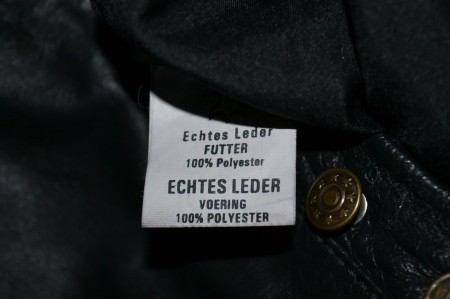 Echtes Leder
FUTTER
100% Polyester
ECHTES LEDER
VOERING
100% POLYESTER